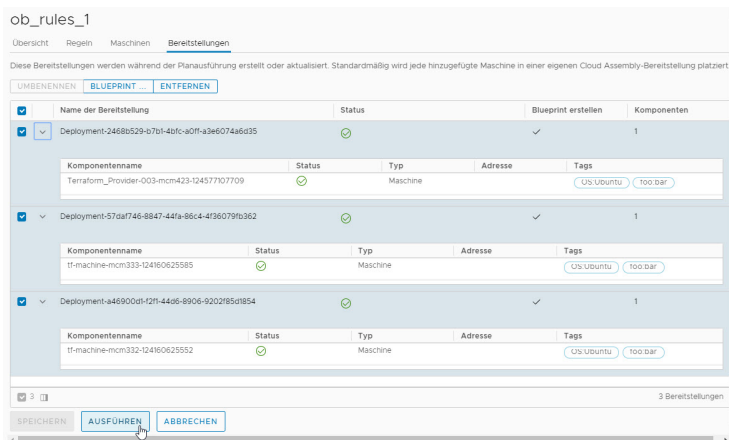 ob_rules_1
Übersicht Regeln Maschinen Bereitstellungen
Diese Bereitstellungen werden während der Planausführung erstellt oder aktualisiert. Standardmäßig wird jede hinzugefügte Maschine in einer eigenen Cloud Assembly-Bereitstellung platziert
UMBENENNEN BLUEPRINT ... ENTFERNEN
Name der Bereitstellung Status Blueprint erstellen Komponenten
Deployment-2468b529-b7b1-4bfc-a0ff-a3e6074a6d35 1
Komponentenname Status Typ Adresse Tags
Terraform_Provider-003-mcm423-124577107709 Maschine OS:Ubuntu foo:bar
Deployment-57daf746-8847-44fa-86c4-4f36079fb362 1
Komponentenname Status Typ Adresse Tags
tf-machine-mcm333-124160625585 Maschine OS:Ubuntu foo:bar
Deployment-a46900d1-f2f1-44d6-8906-9202f85d1854 1
Komponentenname Status Typ Adresse Tags
tf-machine-mcm332-124160625552 Maschine OS:Ubuntu foo:bar
3 3 Bereitstellungen
SPEICHERN AUSFÜHREN ABBRECHEN